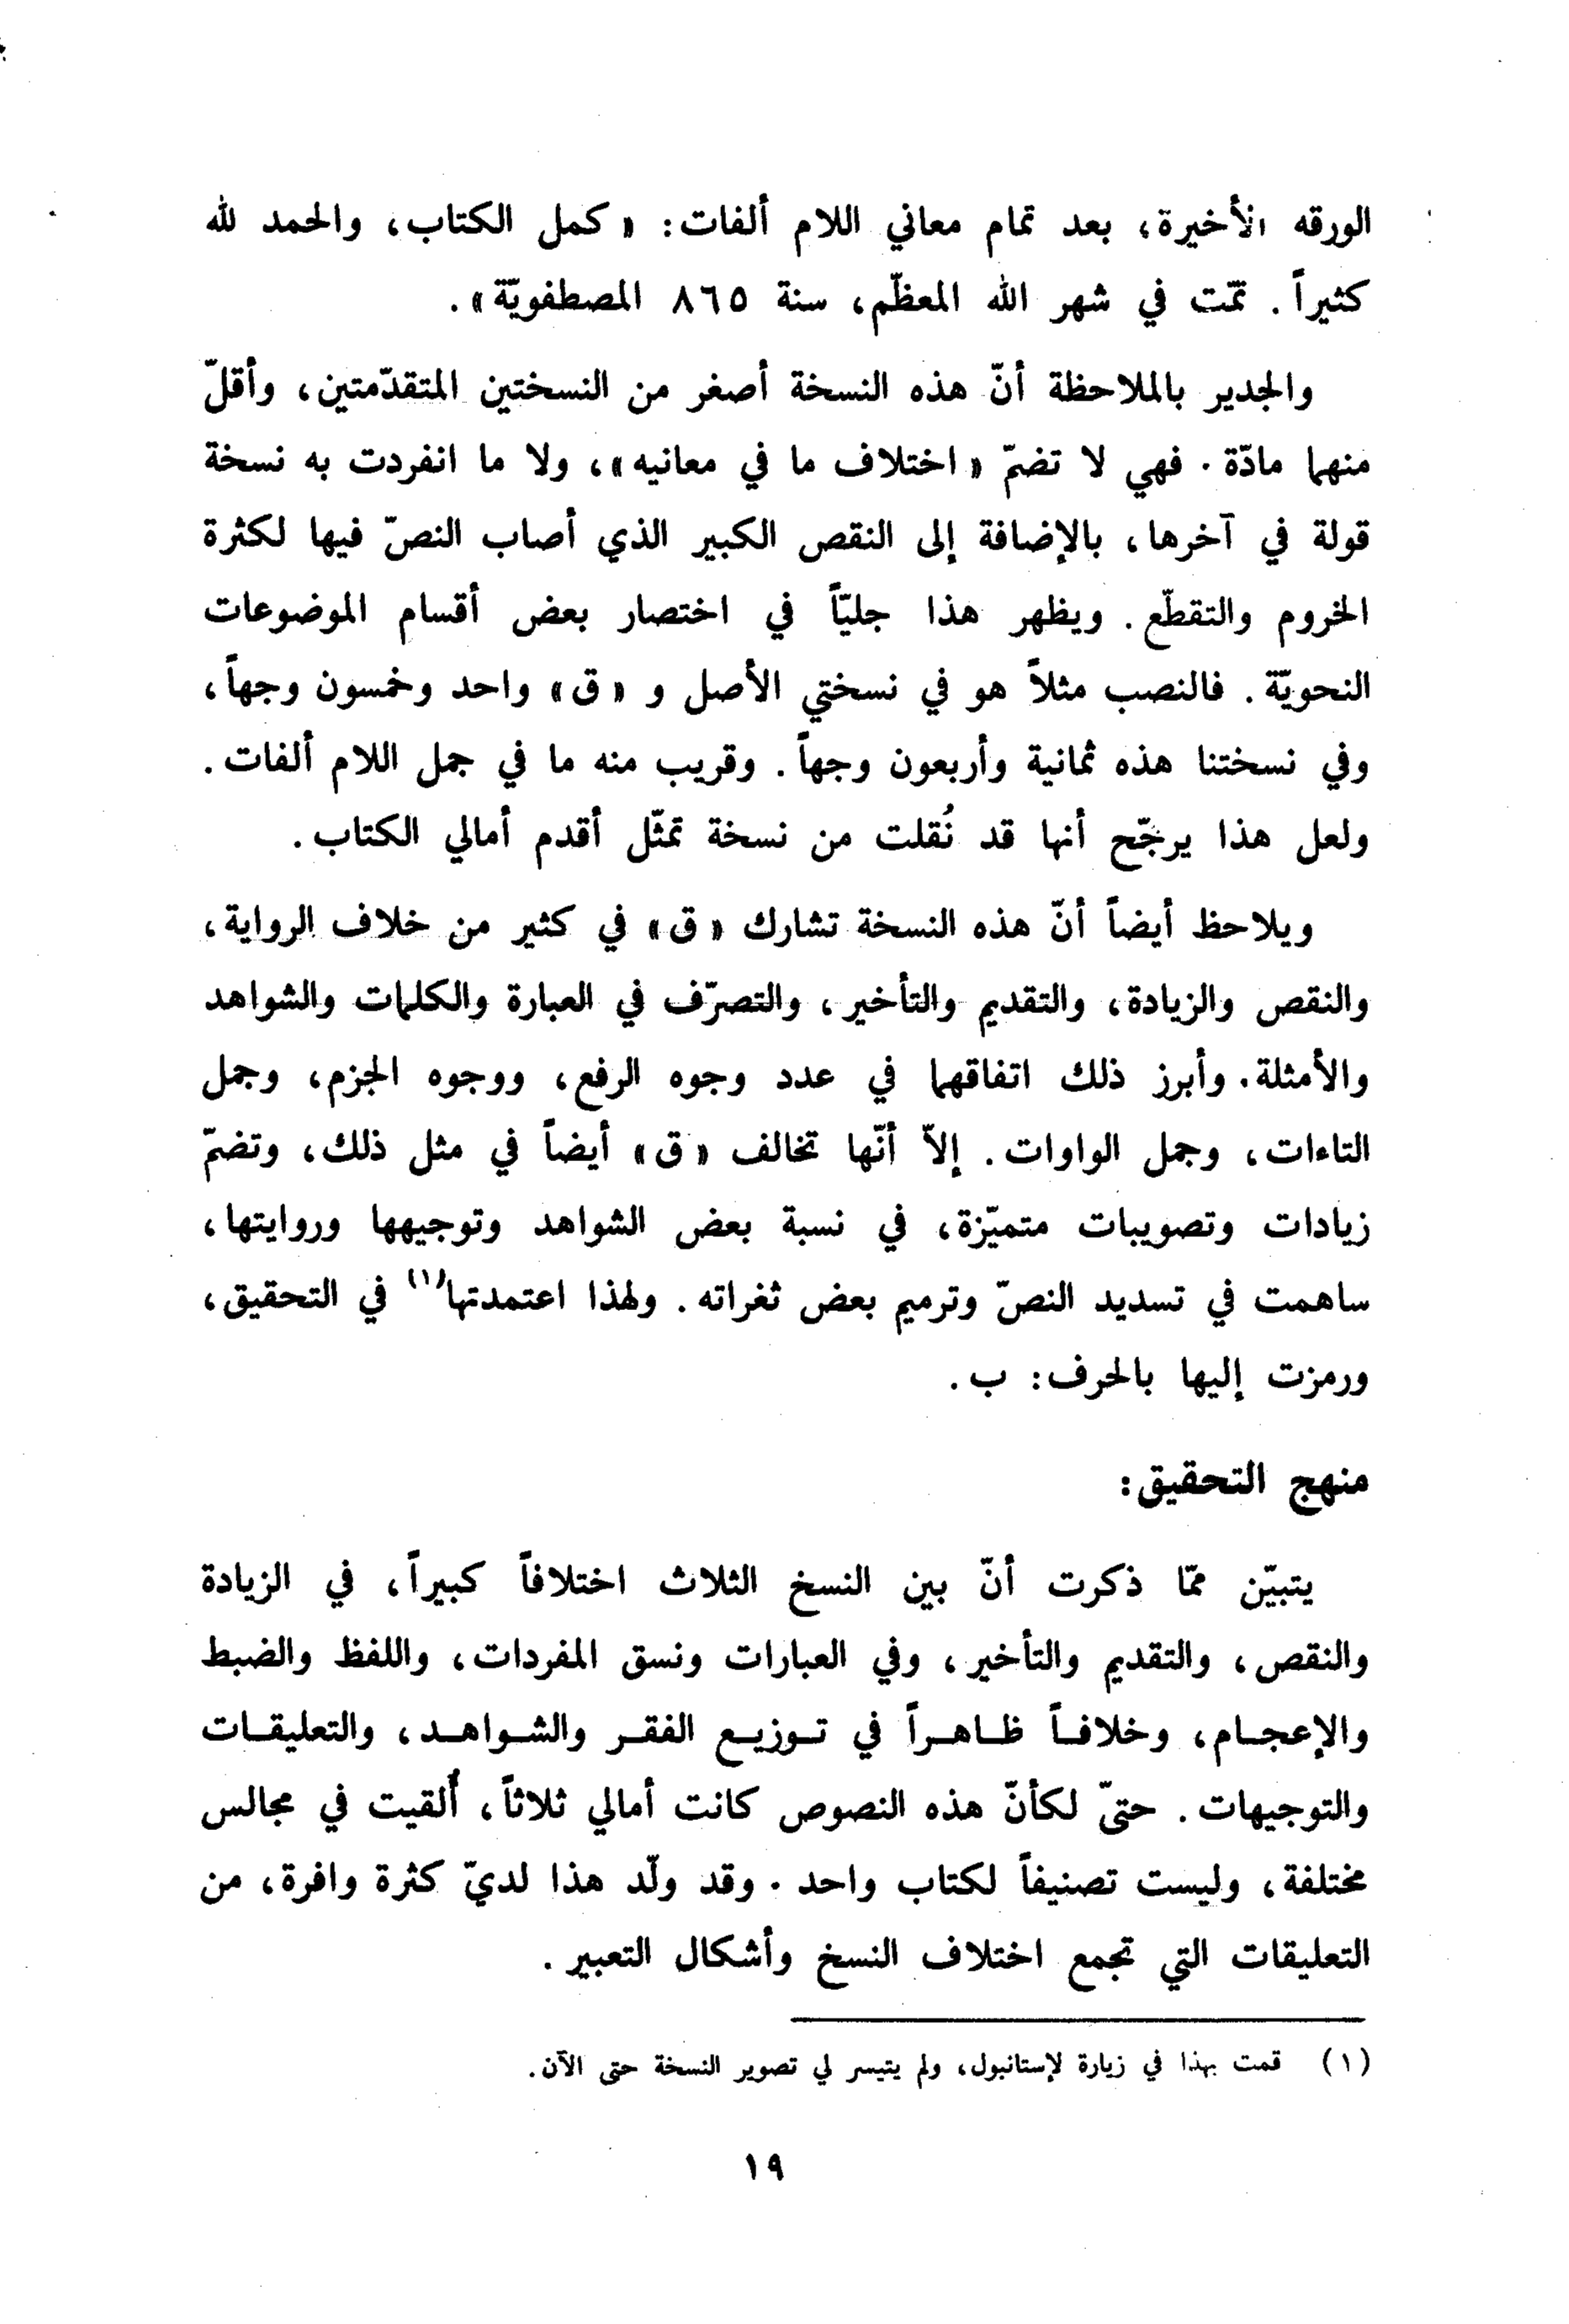 الورقه الأخيرة، بعد تمام معاني اللام ألفات: « كمل الكتاب، والحمد لله
كثيراً. تمّت في شهر الله المعظّم، سنة ٨٦٥ المصطفويّة ».
والجدير بالملاحظة أنّ هذه النسخة أصغر من النسختين المتقدّمتين، وأقلّ
منهما مادّة. فهي لا تضمّ « اختلاف ما في معانيه »، ولا ما انفردت به نسخة
قولة في آخرها، بالإضافة إلى النقص الكبير الذي أصاب النصّ فيها لكثرة
الخروم والتقطّع. ويظهر هذا جليّاً في اختصار بعض أقسام الموضوعات
النحويّة. فالنصب مثلاً هو في نسختي الأصل و « ق » واحد وخمسون وجهاً،
وفي نسختنا هذه ثمانية وأربعون وجهاً. وقريب منه ما في جمل اللام ألفات.
ولعل هذا يرجّح أنها قد نُقلت من نسخة تمثّل أقدم أمالي الكتاب.
ويلاحظ أيضاً أنّ هذه النسخة تشارك « ق » في كثير من خلاف الرواية،
والنقص والزيادة، والتقديم والتأخير، والتصرّف في العبارة والكلمات والشواهد
والأمثلة. وأبرز ذلك اتفاقهما في عدد وجوه الرفع، ووجوه الجزم، وجمل
التاءات، وجمل الواوات. إلاّ أنّها تخالف « ق » أيضاً في مثل ذلك، وتضمّ
زيادات وتصويبات متميّزة، في نسبة بعض الشواهد وتوجيهها وروايتها،
ساهمت في تسديد النصّ وترميم بعض ثغراته. ولهذا اعتمدتها(١) في التحقيق،
ورمزت إليها بالحرف: ب.
منهج التحقيق:
يتبيّن ممّا ذكرت أنّ بين النسخ الثلاث اختلافاً كبيراً، في الزيادة
والنقص، والتقديم والتأخير، وفي العبارات ونسق المفردات، واللفظ والضبط
والإعجـام، وخلافـاً ظـاهـراً في تـوزيـع الفقـر والشـواهـد، والتعليقـات
والتوجيهات. حتىّ لكأنّ هذه النصوص كانت أمالي ثلاثاً، أُلقيت في مجالس
مختلفة، وليست تصنيفاً لكتاب واحد. وقد ولّد هذا لديّ كثرة وافرة، من
التعليقات التي تجمع اختلاف النسخ وأشكال التعبير.
(١) قمت بهذا في زيارة لإستانبول، ولم يتيسر لي تصوير النسخة حتى الآن.
١٩